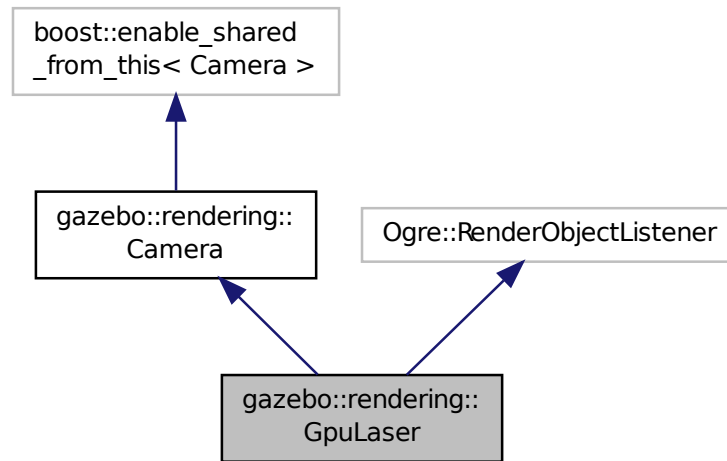 boost::enable_shared
_from_this< Camera >
gazebo::rendering::
Camera
Ogre::RenderObjectListener
gazebo::rendering::
GpuLaser